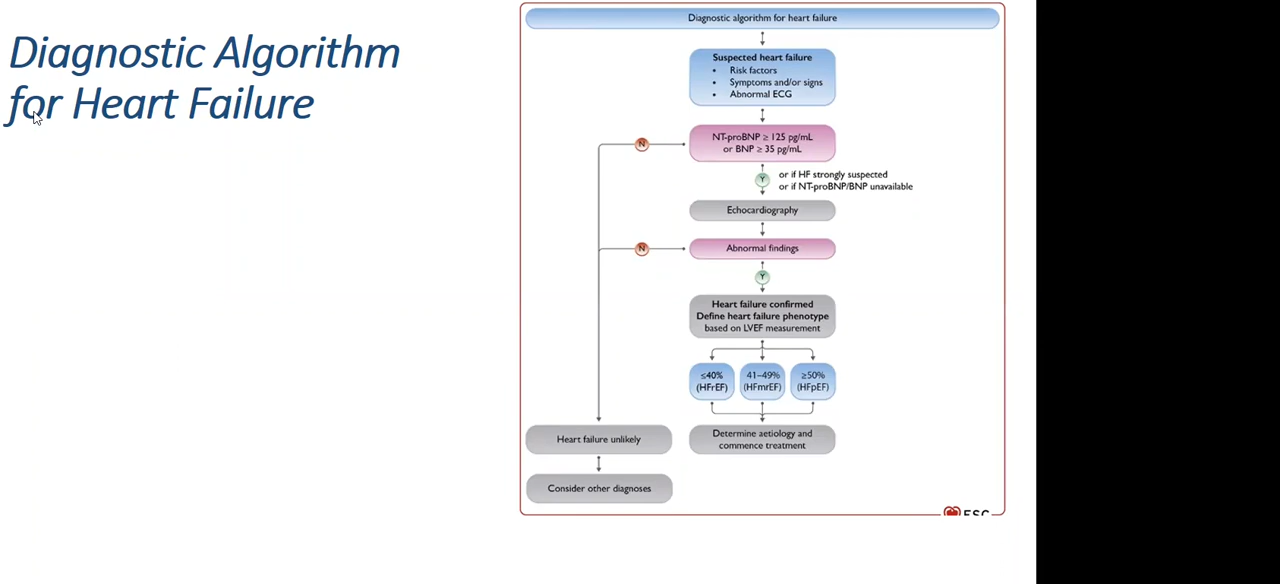 Diagnostic Algorithm
for Heart Failure
Diagnostic algorithm for heart failure
Suspected heart failure
• Risk factors
• Symptoms and/or signs
• Abnormal ECG
NT-proBNP ≥ 125 pg/mL
or BNP ≥ 35 pg/mL
N
Y
or if HF strongly suspected
or if NT-proBNP/BNP unavailable
Echocardiography
N
Abnormal findings
Y
Heart failure confirmed
Define heart failure phenotype
based on LVEF measurement
≤40%
(HFrEF)
41–49%
(HFmrEF)
≥50%
(HFpEF)
Heart failure unlikely
Determine aetiology and
commence treatment
Consider other diagnoses
ESC